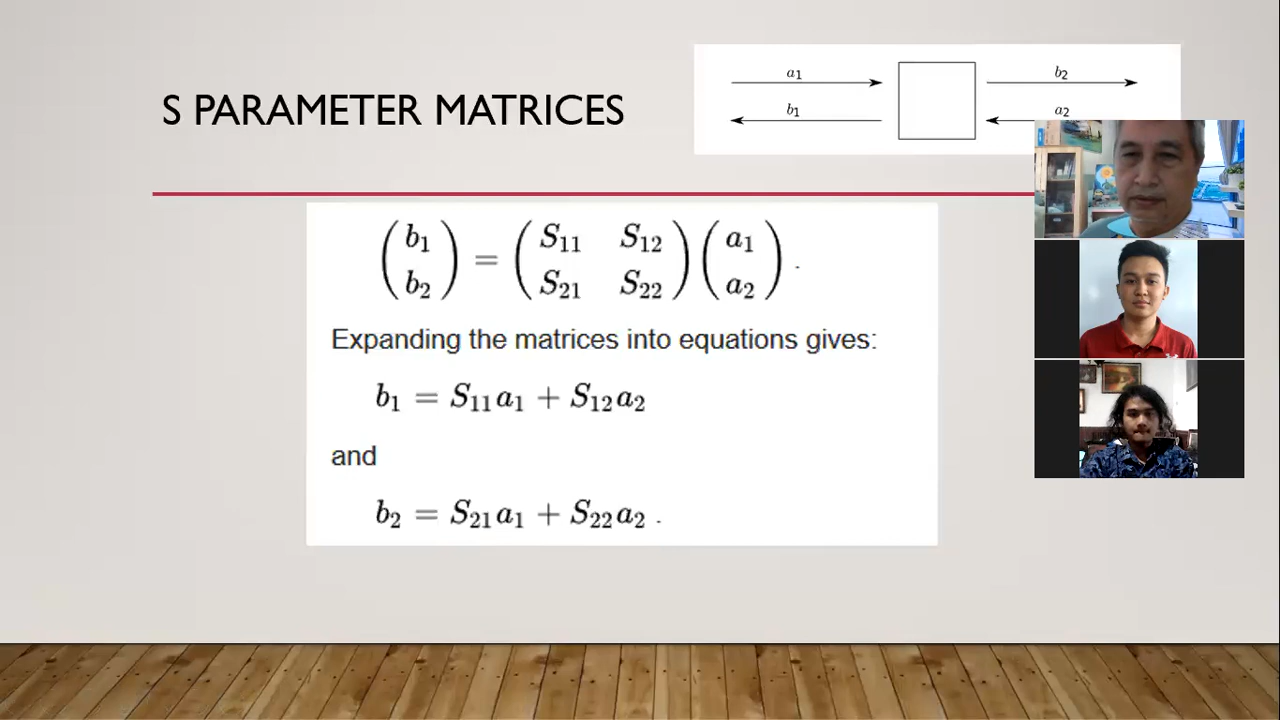 S PARAMETER MATRICES
a₁
b₂
b₁
a₂
(b₁ b₂) = (S₁₁ S₁₂ S₂₁ S₂₂)(a₁ a₂).
Expanding the matrices into equations gives:
b₁ = S₁₁a₁ + S₁₂a₂
and
b₂ = S₂₁a₁ + S₂₂a₂ .